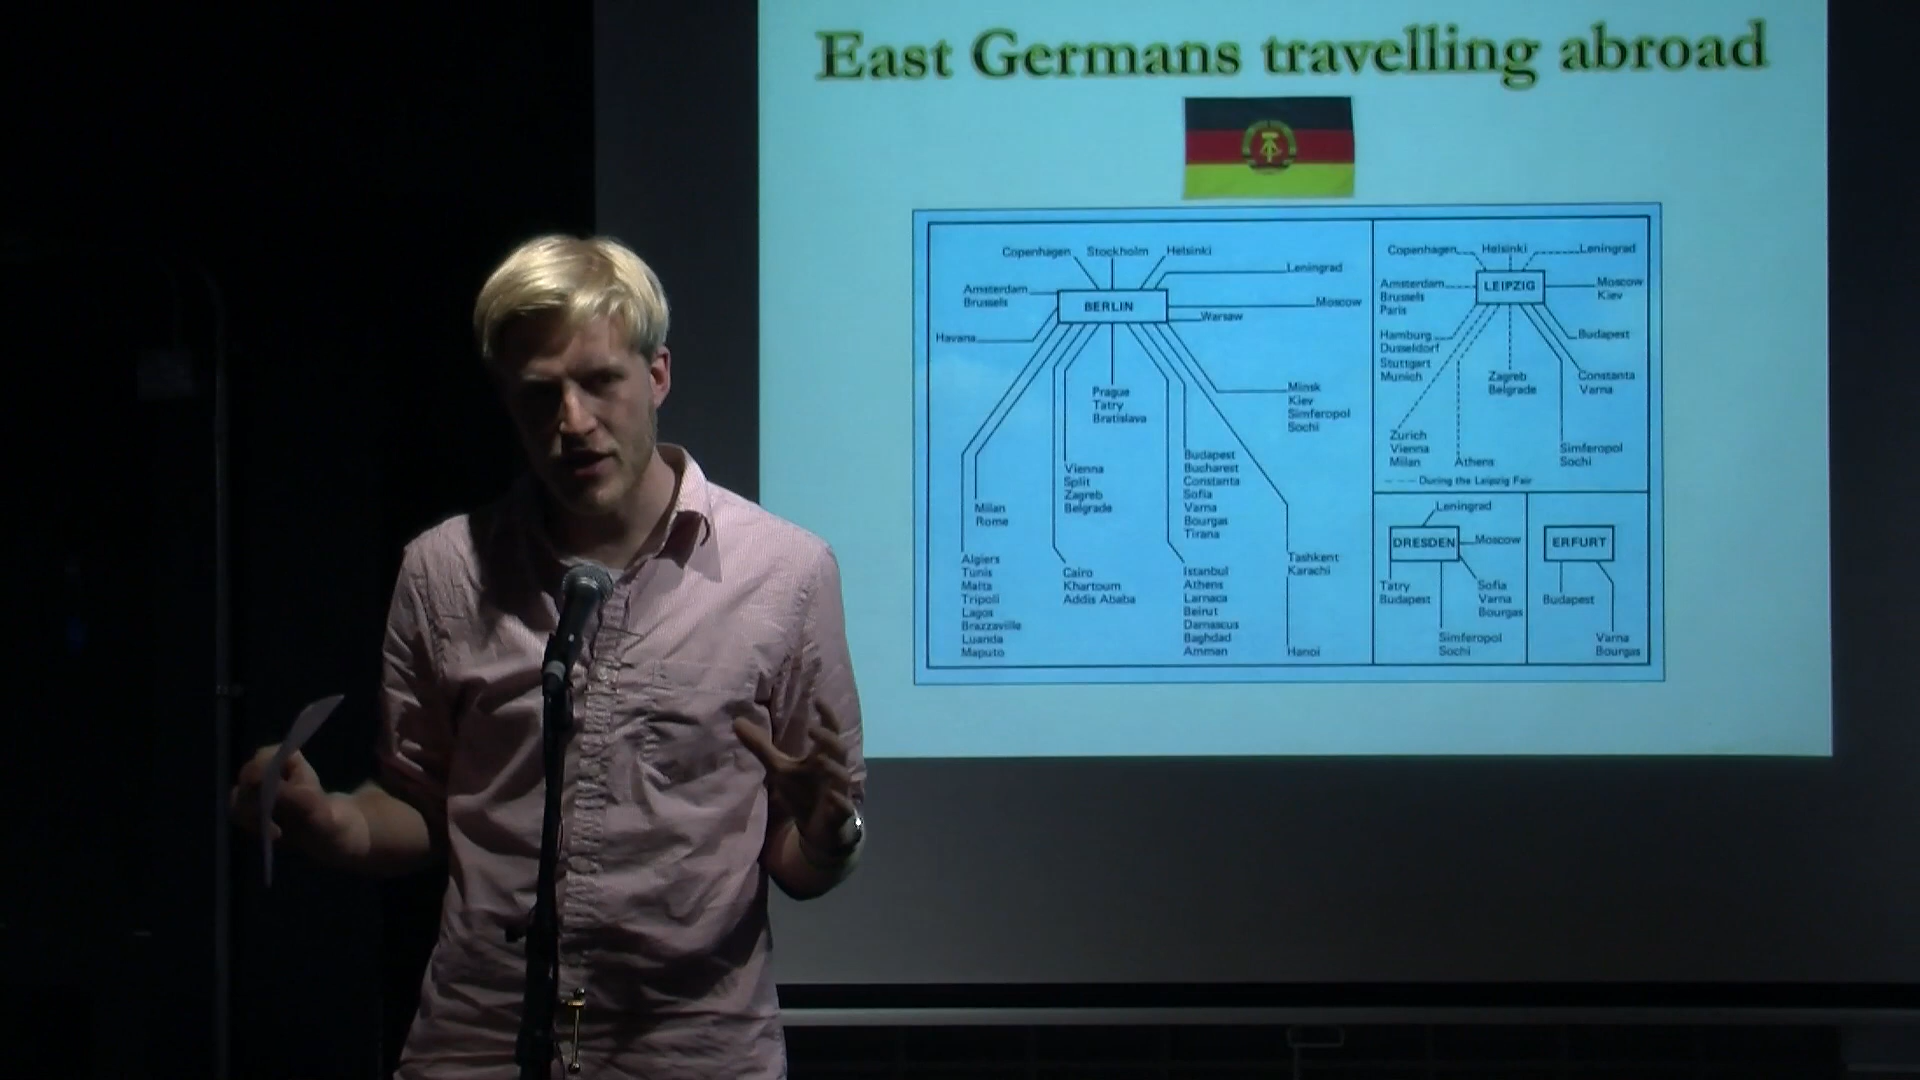 East Germans travelling abroad
Copenhagen
Stockholm
Helsinki
Leningrad
Amsterdam
Brussels
BERLIN
Moscow
Warsaw
Havana
Prague
Tatry
Bratislava
Minsk
Kiev
Simferopol
Sochi
Milan
Rome
Vienna
Split
Zagreb
Belgrade
Budapest
Bucharest
Constanta
Sofia
Varna
Bourgas
Tirana
Algiers
Tunis
Malta
Tripoli
Lagos
Brazzaville
Luanda
Maputo
Cairo
Khartoum
Addis Ababa
Istanbul
Athens
Larnaca
Beirut
Damascus
Baghdad
Amman
Tashkent
Karachi
Hanoi
Copenhagen
Helsinki
Leningrad
Amsterdam
Brussels
Paris
LEIPZIG
Moscow
Kiev
Hamburg
Dusseldorf
Stuttgart
Munich
Budapest
Zagreb
Belgrade
Constanta
Varna
Zurich
Vienna
Milan
Athens
Simferopol
Sochi
During the Leipzig Fair
Leningrad
DRESDEN
Moscow
Tatry
Budapest
Sofia
Varna
Bourgas
Simferopol
Sochi
ERFURT
Budapest
Varna
Bourgas